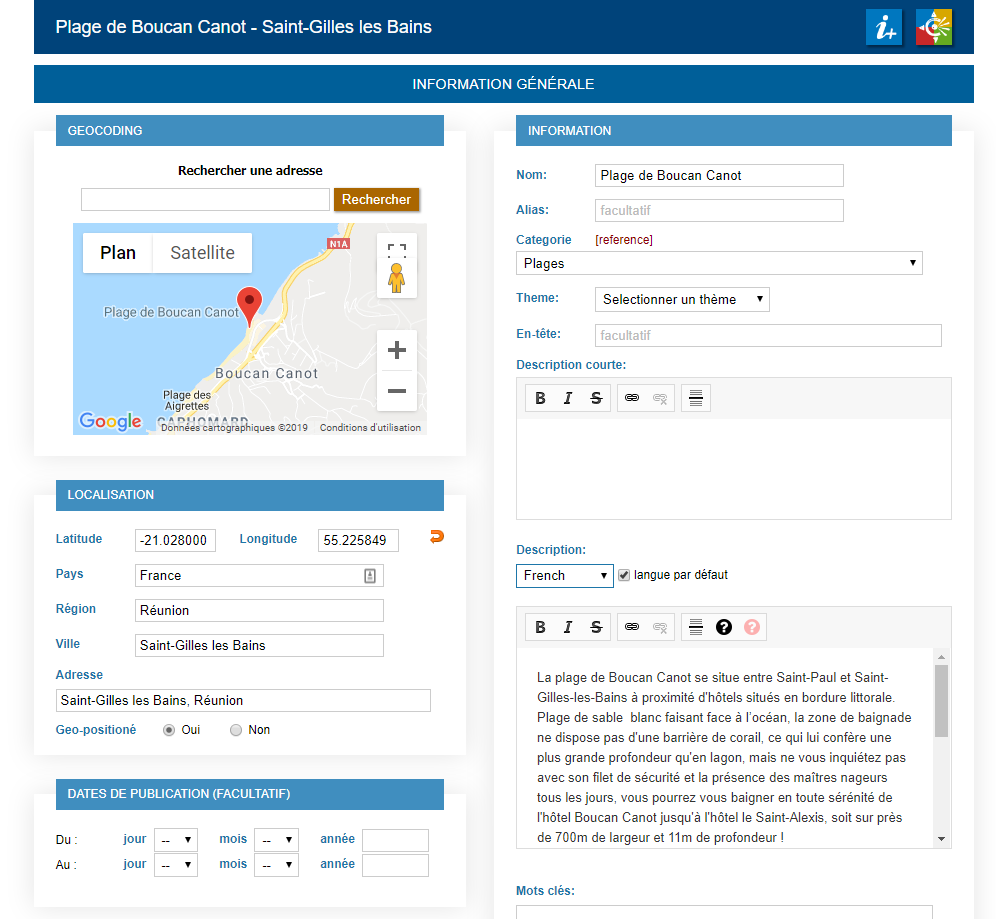 Plage de Boucan Canot - Saint-Gilles les Bains
i+
INFORMATION GÉNÉRALE
GEOCODING
Rechercher une adresse
Rechercher
Plan Satellite
N1A
Plage de Boucan Canot
Boucan Canot
Plage des
Aigrettes
CAPHOMARD
Google
Données cartographiques ©2019 Conditions d'utilisation
LOCALISATION
Latitude -21.028000 Longitude 55.225849
Pays France
Région Réunion
Ville Saint-Gilles les Bains
Adresse
Saint-Gilles les Bains, Réunion
Geo-positioné Oui Non
DATES DE PUBLICATION (FACULTATIF)
Du : jour -- mois -- année
Au : jour -- mois -- année
INFORMATION
Nom: Plage de Boucan Canot
Alias: facultatif
Categorie [reference]
Plages
Theme: Selectionner un thème
En-tête: facultatif
Description courte:
B I S
Description:
French langue par défaut
B I S ? ?
La plage de Boucan Canot se situe entre Saint-Paul et Saint-
Gilles-les-Bains à proximité d'hôtels situés en bordure littorale.
Plage de sable  blanc faisant face à l'océan, la zone de baignade
ne dispose pas d'une barrière de corail, ce qui lui confère une
plus grande profondeur qu'en lagon, mais ne vous inquiétez pas
avec son filet de sécurité et la présence des maîtres nageurs
tous les jours, vous pourrez vous baigner en toute sérénité de
l'hôtel Boucan Canot jusqu'à l'hôtel le Saint-Alexis, soit sur près
de 700m de largeur et 11m de profondeur !
Mots clés: